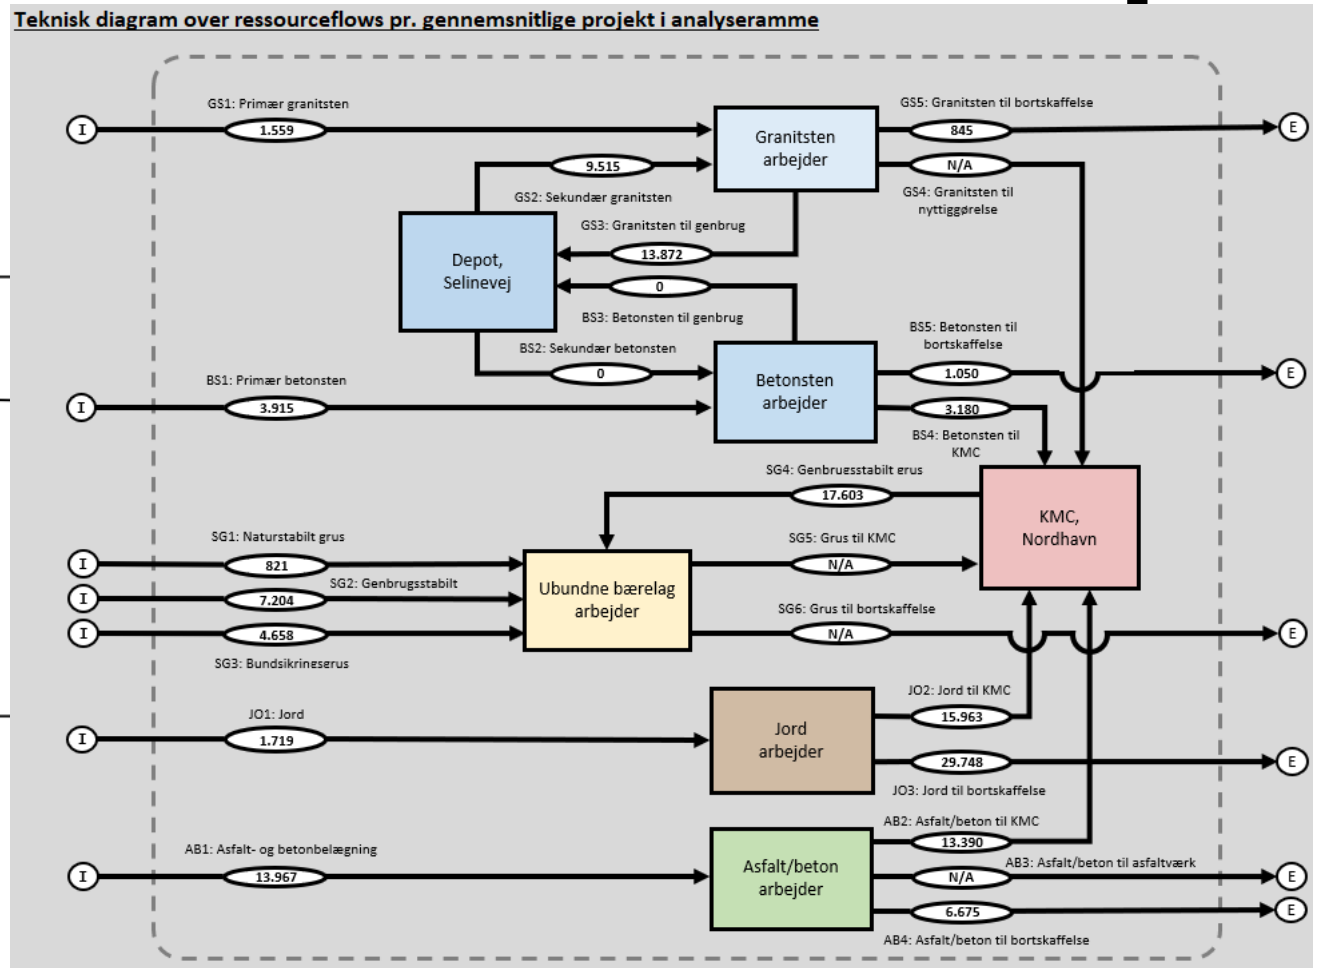 Teknisk diagram over ressourceflows pr. gennemsnitlige projekt i analyseramme
GS1: Primær granitsten
I
1.559
Granitsten
arbejder
GS5: Granitsten til bortskaffelse
845
E
9.515
GS2: Sekundær granitsten
N/A
GS4: Granitsten til
nyttiggørelse
GS3: Granitsten til genbrug
13.872
Depot,
Selinevej
0
BS3: Betonsten til genbrug
BS2: Sekundær betonsten
0
BS5: Betonsten til
bortskaffelse
1.050
E
BS1: Primær betonsten
I
3.915
Betonsten
arbejder
3.180
BS4: Betonsten til
KMC
SG4: Genbrugsstabilt grus
17.603
KMC,
Nordhavn
SG1: Naturstabilt grus
I
821
SG5: Grus til KMC
N/A
SG2: Genbrugsstabilt
I
7.204
Ubundne bærelag
arbejder
SG6: Grus til bortskaffelse
N/A
E
I
4.658
SG3: Bundsikringsgrus
JO1: Jord
I
1.719
Jord
arbejder
JO2: Jord til KMC
15.963
29.748
E
JO3: Jord til bortskaffelse
AB1: Asfalt- og betonbelægning
I
13.967
Asfalt/beton
arbejder
AB2: Asfalt/beton til KMC
13.390
AB3: Asfalt/beton til asfaltværk
N/A
E
6.675
E
AB4: Asfalt/beton til bortskaffelse